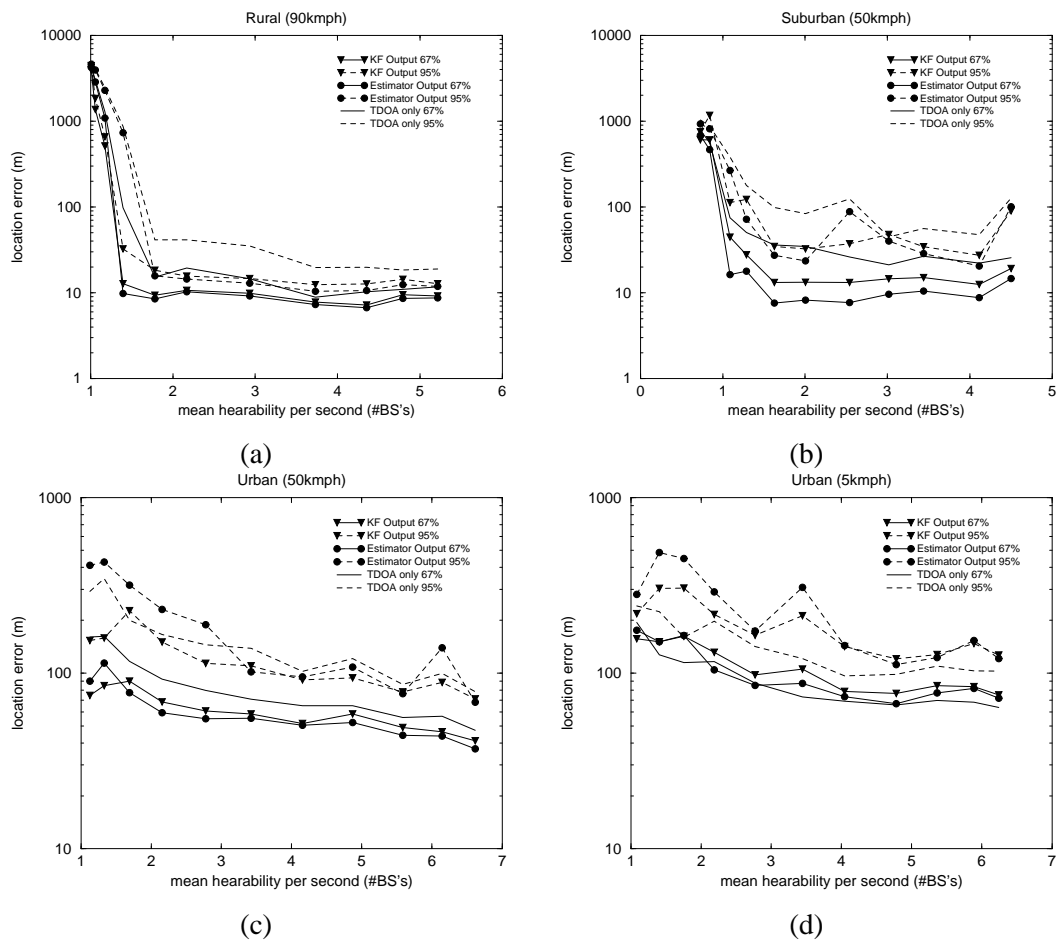 Rural (90kmph)
10000
1000
100
10
1
location error (m)
KF Output 67%
KF Output 95%
Estimator Output 67%
Estimator Output 95%
TDOA only 67%
TDOA only 95%
1 2 3 4 5 6
mean hearability per second (#BS's)
(a)
Suburban (50kmph)
10000
1000
100
10
1
location error (m)
KF Output 67%
KF Output 95%
Estimator Output 67%
Estimator Output 95%
TDOA only 67%
TDOA only 95%
0 1 2 3 4 5
mean hearability per second (#BS's)
(b)
Urban (50kmph)
1000
100
10
location error (m)
KF Output 67%
KF Output 95%
Estimator Output 67%
Estimator Output 95%
TDOA only 67%
TDOA only 95%
1 2 3 4 5 6 7
mean hearability per second (#BS's)
(c)
Urban (5kmph)
1000
100
10
location error (m)
KF Output 67%
KF Output 95%
Estimator Output 67%
Estimator Output 95%
TDOA only 67%
TDOA only 95%
1 2 3 4 5 6 7
mean hearability per second (#BS's)
(d)